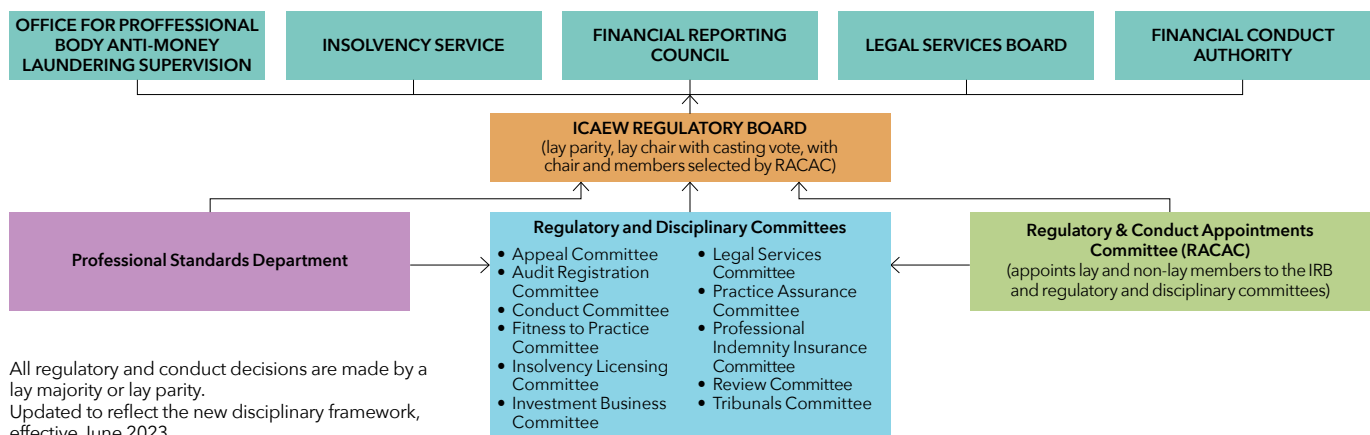 OFFICE FOR PROFFESSIONAL
BODY ANTI-MONEY
LAUNDERING SUPERVISION
INSOLVENCY SERVICE
FINANCIAL REPORTING
COUNCIL
LEGAL SERVICES BOARD
FINANCIAL CONDUCT
AUTHORITY
ICAEW REGULATORY BOARD
(lay parity, lay chair with casting vote, with
chair and members selected by RACAC)
Professional Standards Department
Regulatory and Disciplinary Committees
• Appeal Committee
• Audit Registration
Committee
• Conduct Committee
• Fitness to Practice
Committee
• Insolvency Licensing
Committee
• Investment Business
Committee
• Legal Services
Committee
• Practice Assurance
Committee
• Professional
Indemnity Insurance
Committee
• Review Committee
• Tribunals Committee
Regulatory & Conduct Appointments
Committee (RACAC)
(appoints lay and non-lay members to the IRB
and regulatory and disciplinary committees)
All regulatory and conduct decisions are made by a
lay majority or lay parity.
Updated to reflect the new disciplinary framework,
effective June 2023